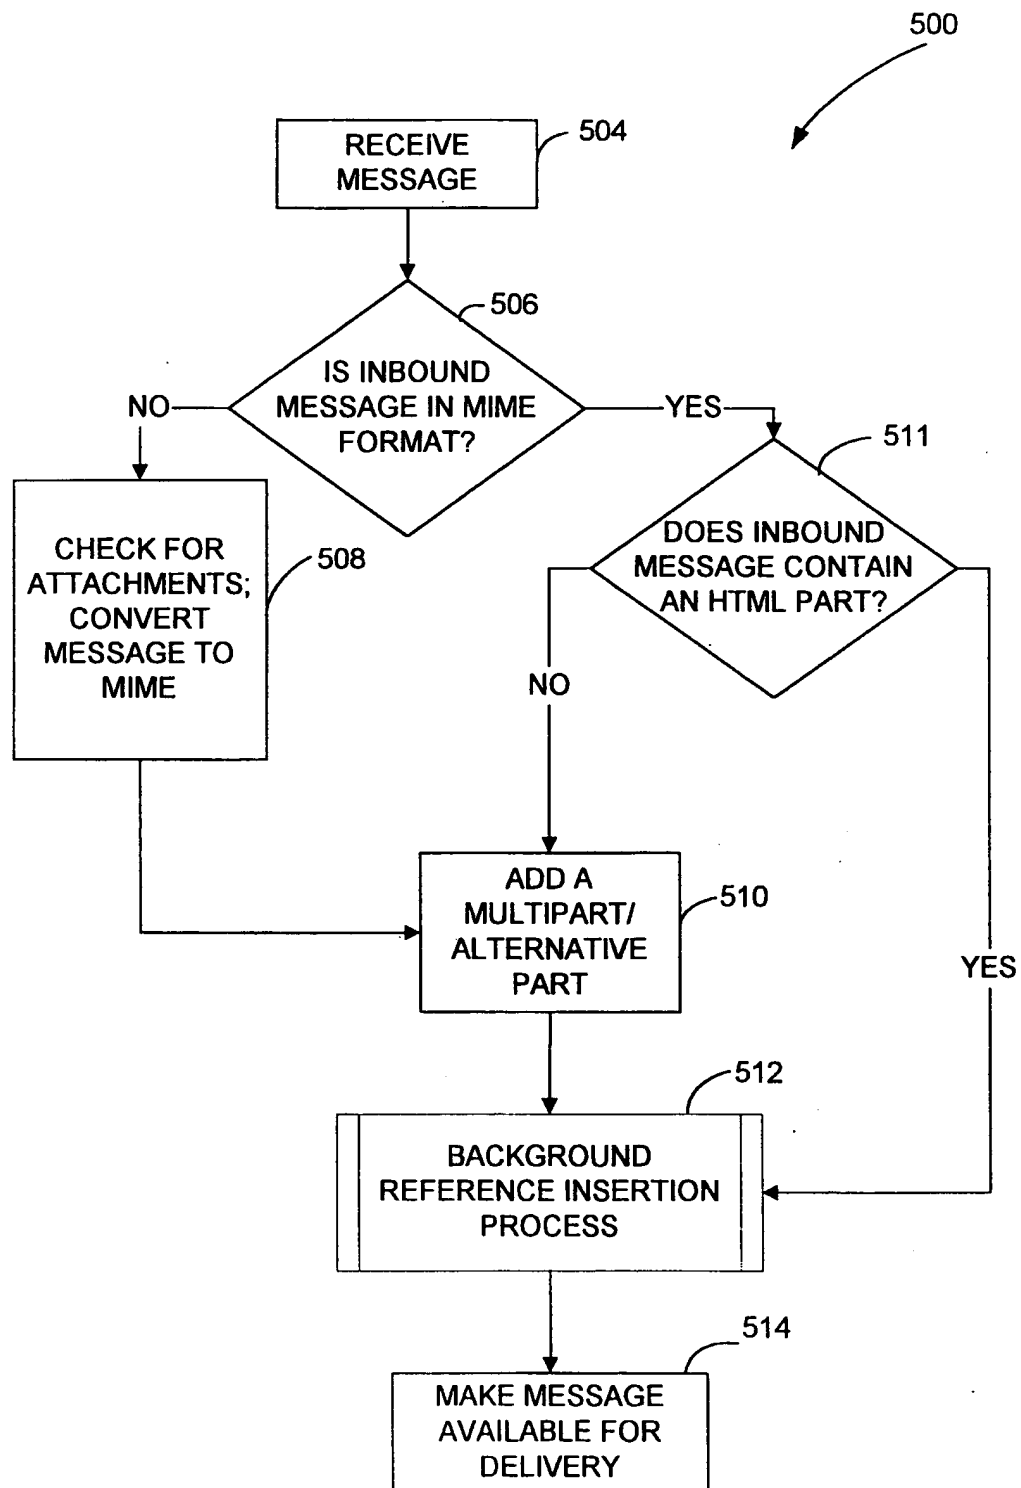 500
RECEIVE
MESSAGE
504
506
IS INBOUND
MESSAGE IN MIME
FORMAT?
NO
YES
511
CHECK FOR
ATTACHMENTS;
CONVERT
MESSAGE TO
MIME
508
DOES INBOUND
MESSAGE CONTAIN
AN HTML PART?
NO
YES
ADD A
MULTIPART/
ALTERNATIVE
PART
510
512
BACKGROUND
REFERENCE INSERTION
PROCESS
514
MAKE MESSAGE
AVAILABLE FOR
DELIVERY